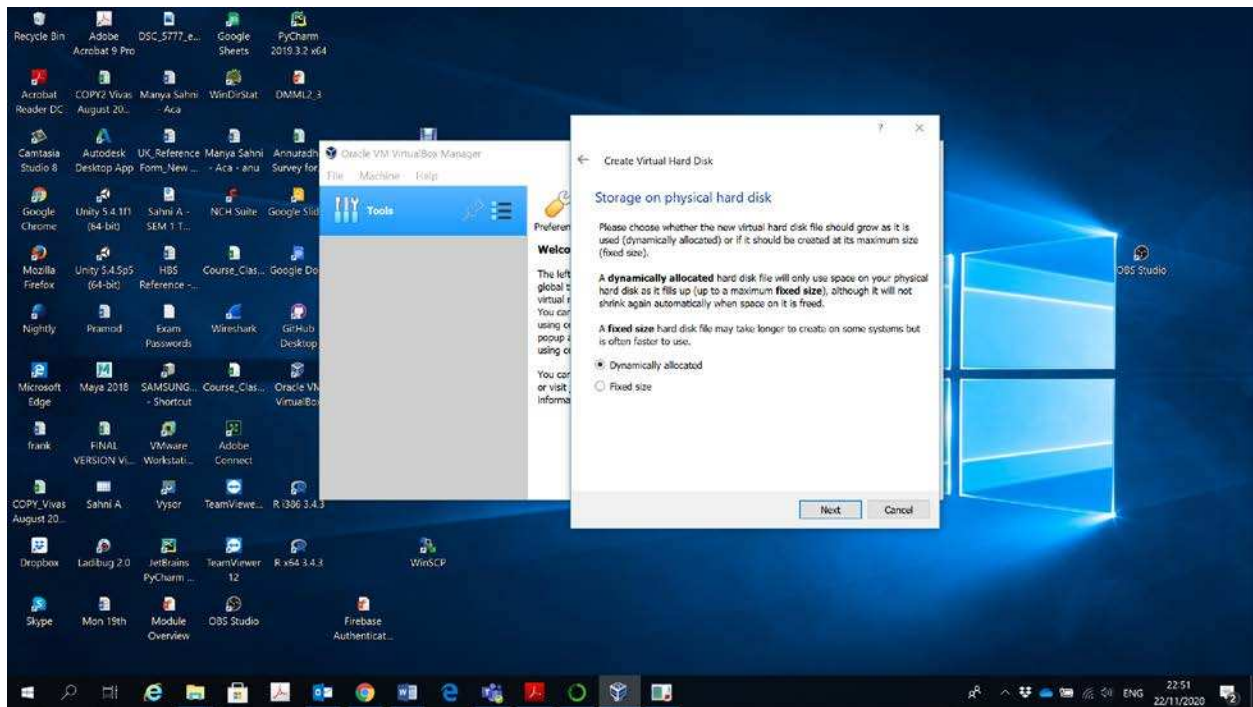 Recycle Bin
Adobe
Acrobat 9 Pro
DSC_5777_e...
Google
Sheets
PyCharm
2019.3.2 x64
Acrobat
Reader DC
COPY2 Vivas
August 20...
Manya Sahni
- Aca
WinDirStat
DMML2_3
Camtasia
Studio 8
Autodesk
Desktop App
UK_Reference
Form_New ...
Manya Sahni
- Aca - anu
Annuradh
Survey for
Google
Chrome
Unity 5.4.1f1
(64-bit)
Sahni A -
SEM 1 T...
NCH Suite
Google Slid
Mozilla
Firefox
Unity 5.4.5p5
(64-bit)
HBS
Reference -...
Course_Clas...
Google Do
Nightly
Pramod
Exam
Passwords
Wireshark
GitHub
Desktop
Microsoft
Edge
Maya 2018
SAMSUNG...
- Shortcut
Course_Clas...
Oracle VM
VirtualBo
frank
FINAL
VERSION Vi...
VMware
Workstati...
Adobe
Connect
COPY_Vivas
August 20...
Sahni A
Vysor
TeamViewe...
R i386 3.4.3
Dropbox
Ladibug 2.0
JetBrains
PyCharm ...
TeamViewer
12
R x64 3.4.3
WinSCP
Skype
Mon 19th
Module
Overview
OBS Studio
Firebase
Authenticat...
OBS Studio
Oracle VM VirtualBox Manager
File Machine Help
Tools
Preferen
Welco
The left
global t
virtual
You can
using
popup a
using
You can
or visit
informa
Create Virtual Hard Disk
Storage on physical hard disk
Please choose whether the new virtual hard disk file should grow as it is
used (dynamically allocated) or if it should be created at its maximum size
(fixed size).
A dynamically allocated hard disk file will only use space on your physical
hard disk as it fills up (up to a maximum fixed size), although it will not
shrink again automatically when space on it is freed.
A fixed size hard disk file may take longer to create on some systems but
is often faster to use.
Dynamically allocated
Fixed size
Next
Cancel
ENG
22:51
22/11/2020
2